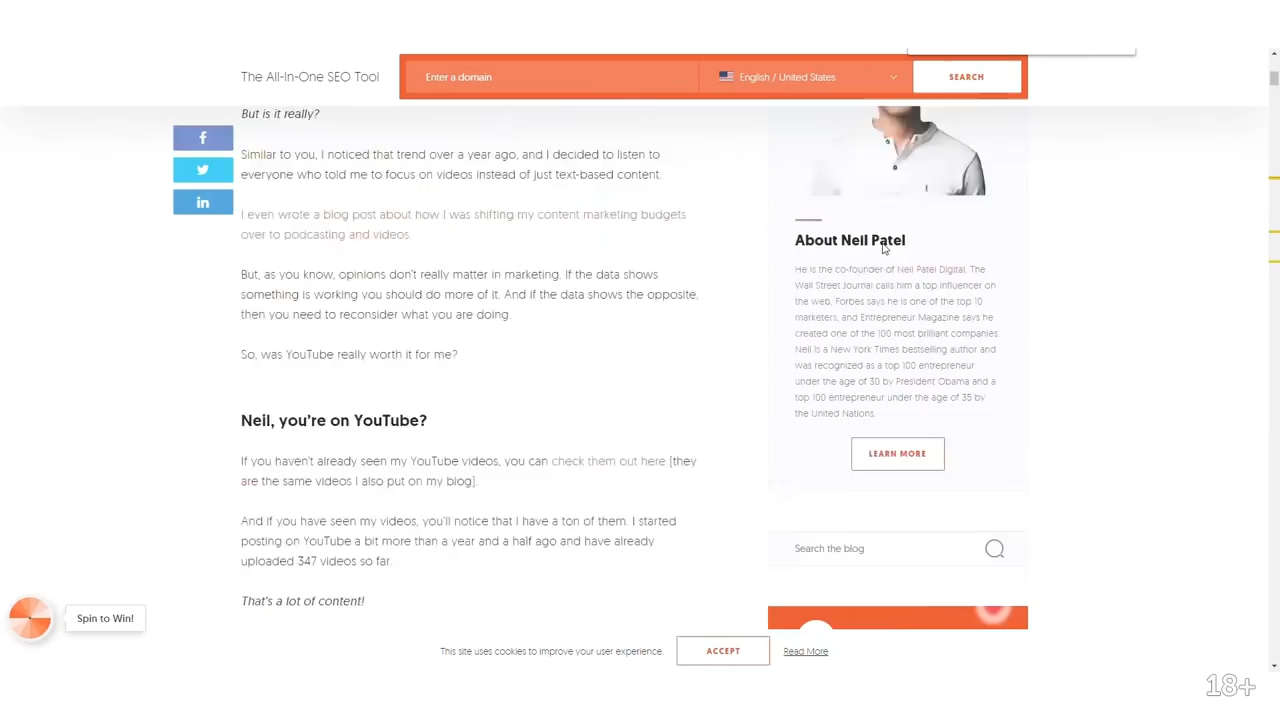 The All-In-One SEO Tool
Enter a domain
English / United States
SEARCH
But is it really?
Similar to you, I noticed that trend over a year ago, and I decided to listen to
everyone who told me to focus on videos instead of just text-based content.
I even wrote a blog post about how I was shifting my content marketing budgets
over to podcasting and videos.
But, as you know, opinions don't really matter in marketing. If the data shows
something is working you should do more of it. And if the data shows the opposite,
then you need to reconsider what you are doing.
So, was YouTube really worth it for me?
Neil, you're on YouTube?
If you haven't already seen my YouTube videos, you can check them out here [they
are the same videos I also put on my blog].
And if you have seen my videos, you'll notice that I have a ton of them. I started
posting on YouTube a bit more than a year and a half ago and have already
uploaded 347 videos so far.
That's a lot of content!
About Neil Patel
He is the co-founder of Neil Patel Digital. The
Wall Street Journal calls him a top influencer on
the web, Forbes says he is one of the top 10
marketers, and Entrepreneur Magazine says he
created one of the 100 most brilliant companies.
Neil is a New York Times bestselling author and
was recognized as a top 100 entrepreneur
under the age of 30 by President Obama and a
top 100 entrepreneur under the age of 35 by
the United Nations.
LEARN MORE
Search the blog
Spin to Win!
This site uses cookies to improve your user experience.
ACCEPT
Read More
18+